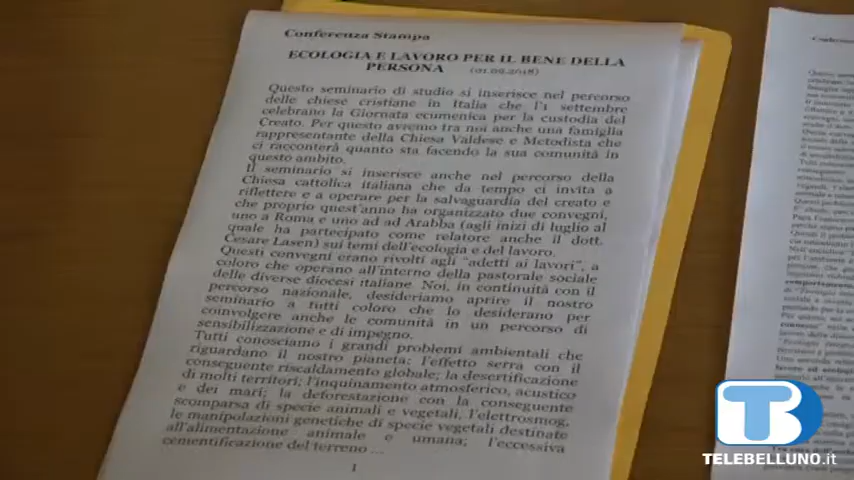 Conferenza Stampa
ECOLOGIA E LAVORO PER IL BENE DELLA
PERSONA (01.09.2018)
Questo seminario di studio si inserisce nel percorso
delle chiese cristiane in Italia che l'1 settembre
celebrano la Giornata ecumenica per la custodia del
Creato. Per questo avremo tra noi anche una famiglia
rappresentante della Chiesa Valdese e Metodista che
ci racconterà quanto sta facendo la sua comunità in
questo ambito.
Il seminario si inserisce anche nel percorso della
Chiesa cattolica italiana che da tempo ci invita a
riflettere e a operare per la salvaguardia del creato e
che proprio quest'anno ha organizzato due convegni,
uno a Roma e uno ad ad Arabba (agli inizi di luglio al
quale ha partecipato come relatore anche il dott.
Cesare Lasen) sui temi dell'ecologia e del lavoro.
Questi convegni erano rivolti agli "adetti ai lavori", a
coloro che operano all'interno della pastorale sociale
delle diverse diocesi italiane. Noi, in continuità con il
percorso nazionale, desideriamo aprire il nostro
seminario a tutti coloro che lo desiderano per
coinvolgere anche le comunità in un percorso di
sensibilizzazione e di impegno.
Tutti conosciamo i grandi problemi ambientali che
riguardano il nostro pianeta: l'effetto serra con il
conseguente riscaldamento globale; la desertificazione
di molti territori; l'inquinamento atmosferico, acustico
e dei mari; la deforestazione con la conseguente
scomparsa di specie animali e vegetali, l'elettrosmog,
le manipolazioni genetiche di specie vegetali destinate
all'alimentazione animale e umana; l'eccessiva
cementificazione del terreno ...
1
TB
TELEBELLUNO.it